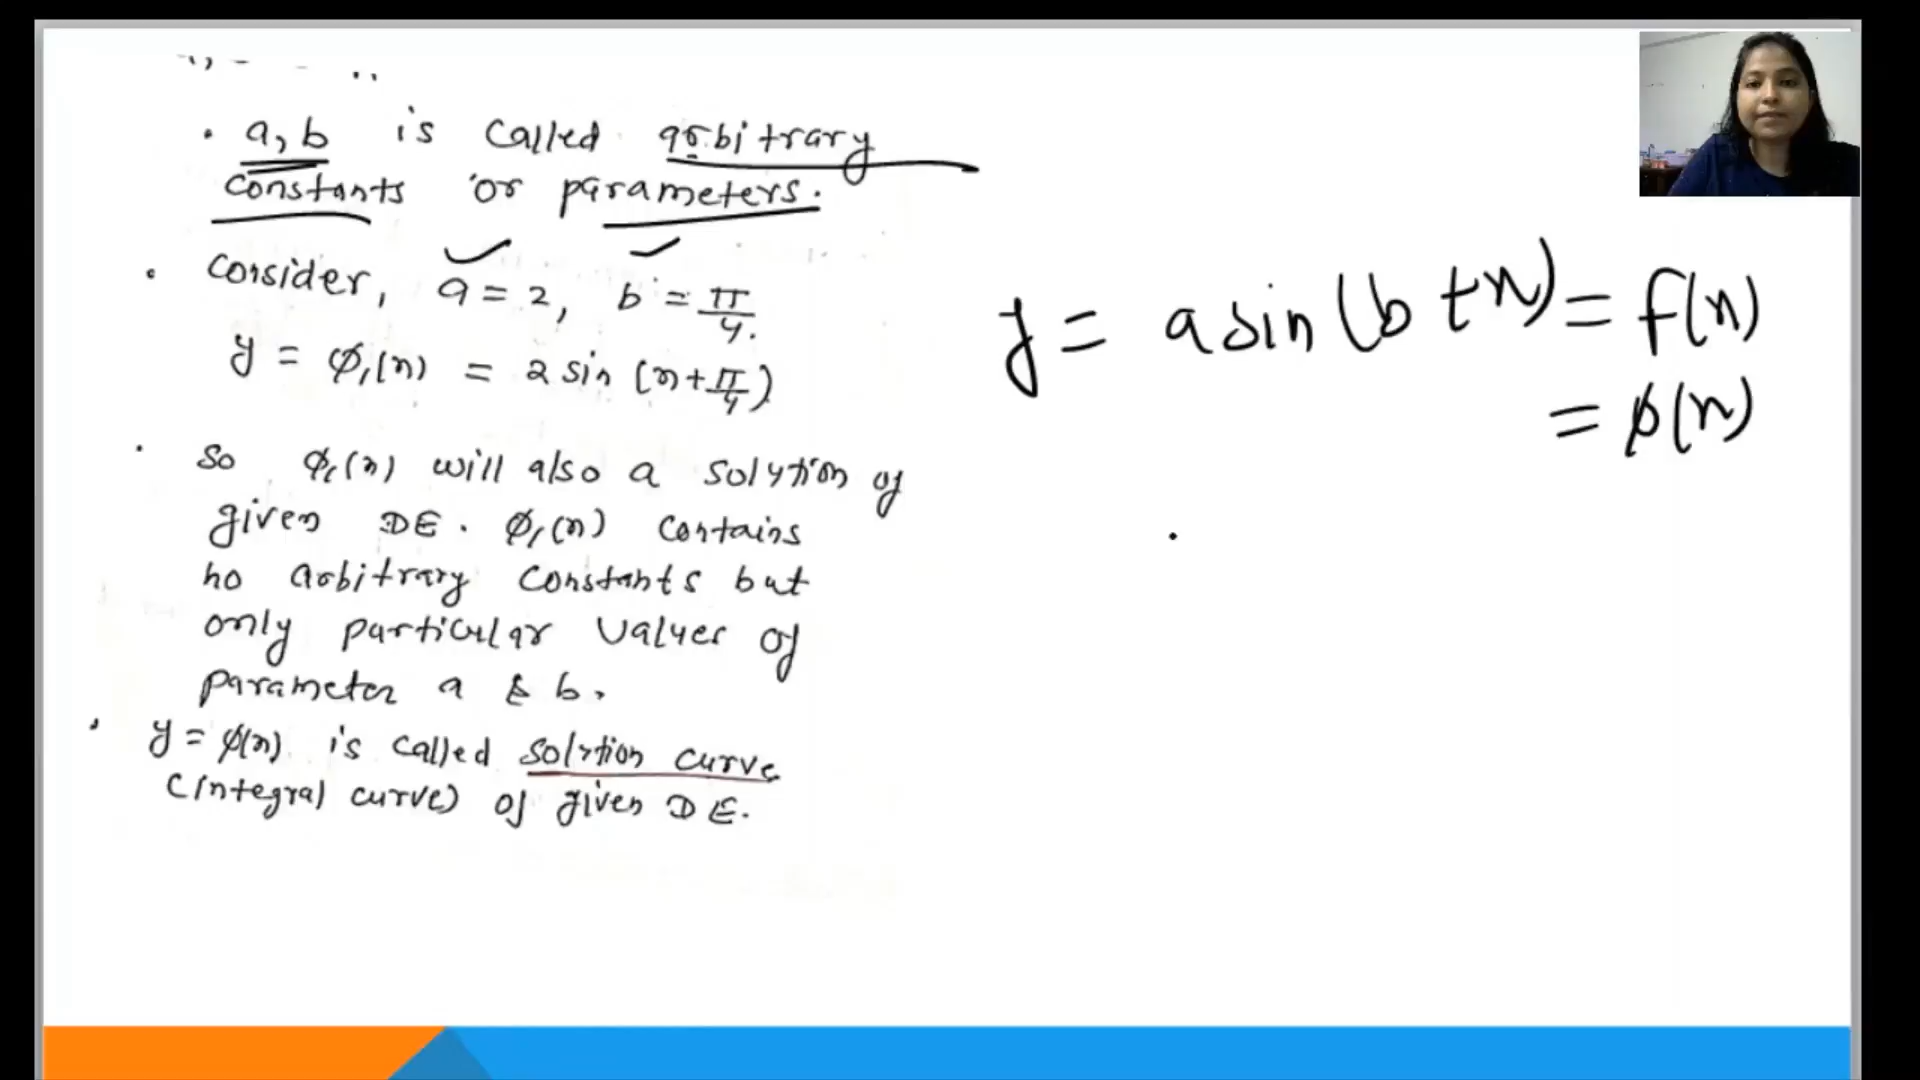 • a, b is called arbitrary
constants or parameters.
• Consider, a = 2, b = π/4.
y = φ₁(x) = 2 sin (x + π/4)
• So φ₁(x) will also a solution of
given DE. φ₁(x) contains
no arbitrary constants but
only particular values of
parameter a & b.
• y = φ(x) is called solution curve
(integral curve) of given DE.
y = a sin (b + x) = f(x)
= φ(x)